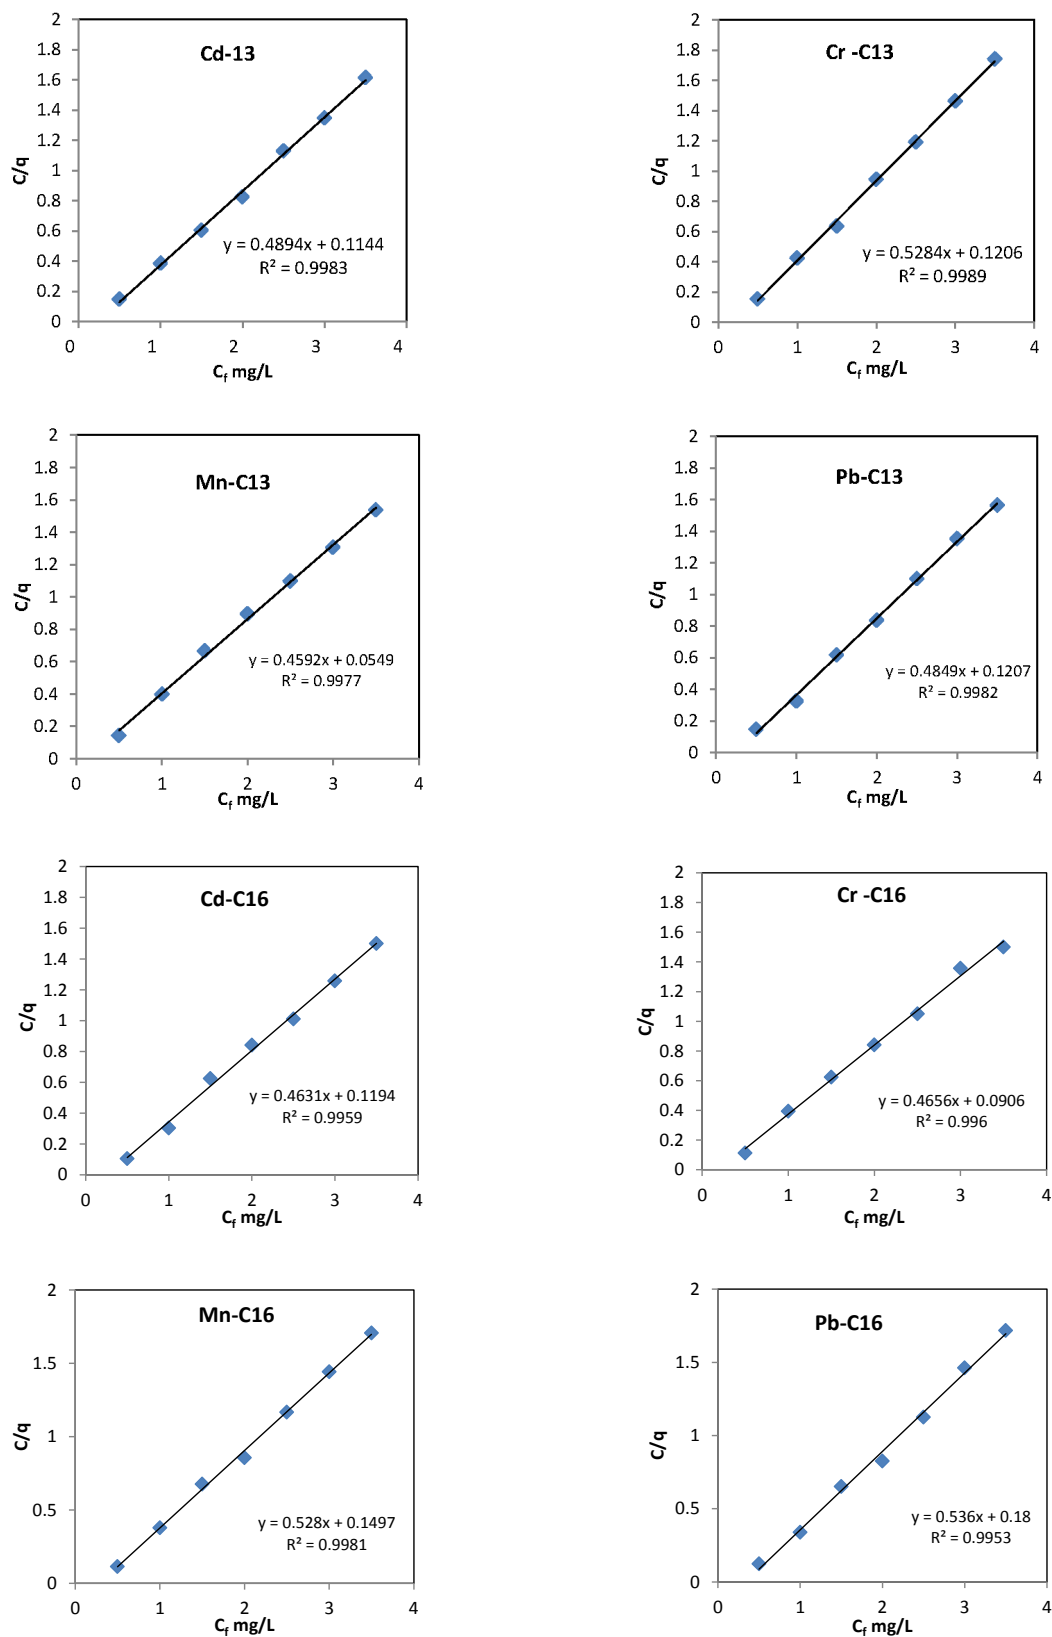 Cd-13
C/q
2
1.8
1.6
1.4
1.2
1
0.8
0.6
0.4
0.2
0
y = 0.4894x + 0.1144
R² = 0.9983
0 1 2 3 4
Cf mg/L
Cr -C13
C/q
2
1.8
1.6
1.4
1.2
1
0.8
0.6
0.4
0.2
0
y = 0.5284x + 0.1206
R² = 0.9989
0 1 2 3 4
Cf mg/L
Mn-C13
C/q
2
1.8
1.6
1.4
1.2
1
0.8
0.6
0.4
0.2
0
y = 0.4592x + 0.0549
R² = 0.9977
0 1 2 3 4
Cf mg/L
Pb-C13
C/q
2
1.8
1.6
1.4
1.2
1
0.8
0.6
0.4
0.2
0
y = 0.4849x + 0.1207
R² = 0.9982
0 1 2 3 4
Cf mg/L
Cd-C16
C/q
2
1.8
1.6
1.4
1.2
1
0.8
0.6
0.4
0.2
0
y = 0.4631x + 0.1194
R² = 0.9959
0 1 2 3 4
Cf mg/L
Cr -C16
C/q
2
1.8
1.6
1.4
1.2
1
0.8
0.6
0.4
0.2
0
y = 0.4656x + 0.0906
R² = 0.996
0 1 2 3 4
Cf mg/L
Mn-C16
C/q
2
1.5
1
0.5
0
y = 0.528x + 0.1497
R² = 0.9981
0 1 2 3 4
Cf mg/L
Pb-C16
C/q
2
1.5
1
0.5
0
y = 0.536x + 0.18
R² = 0.9953
0 1 2 3 4
Cf mg/L